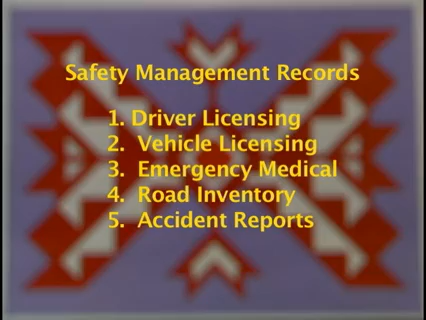 Safety Management Records
1. Driver Licensing
2. Vehicle Licensing
3. Emergency Medical
4. Road Inventory
5. Accident Reports